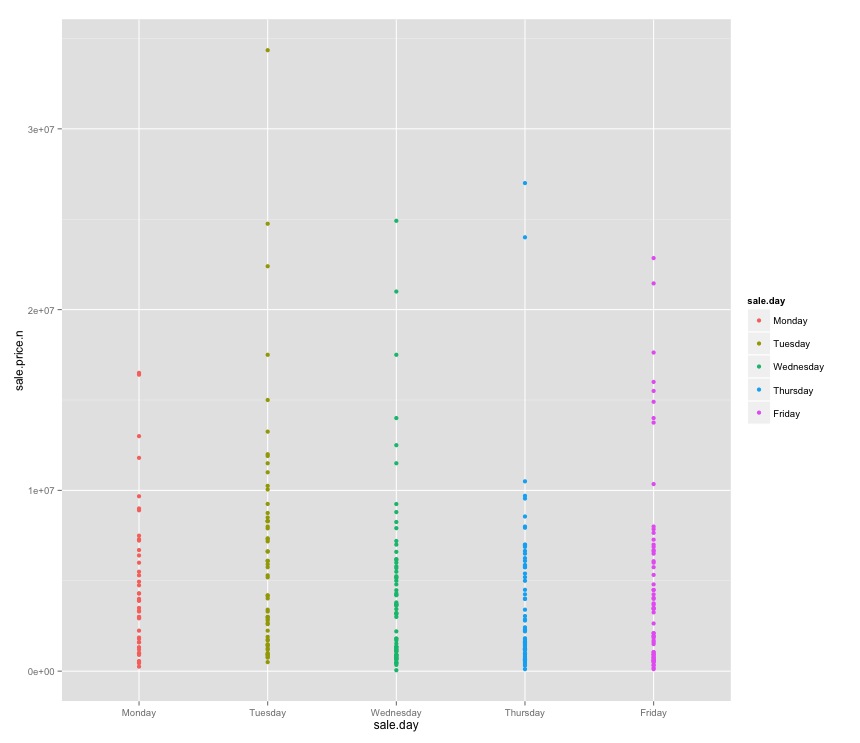 sale.price.n
3e+07
2e+07
1e+07
0e+00
Monday Tuesday Wednesday Thursday Friday
sale.day
sale.day
Monday
Tuesday
Wednesday
Thursday
Friday